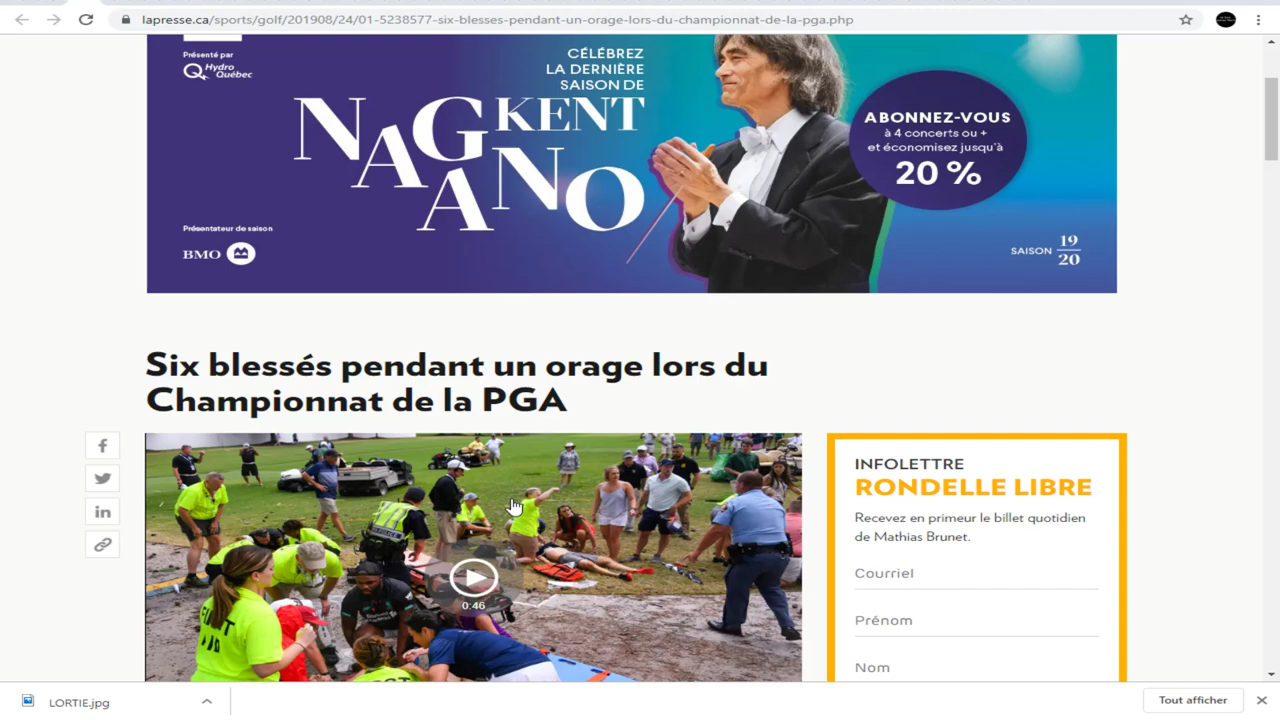 lapresse.ca/sports/golf/201908/24/01-5238577-six-blesses-pendant-un-orage-lors-du-championnat-de-la-pga.php
Présenté par
Hydro
Québec
CÉLÉBREZ
LA DERNIÈRE
SAISON DE
KENT
NAGANO
ABONNEZ-VOUS
à 4 concerts ou +
et économisez jusqu'à
20 %
Présentateur de saison
BMO
SAISON 19
20
Six blessés pendant un orage lors du
Championnat de la PGA
0:46
POLICE
INFOLETTRE
RONDELLE LIBRE
Recevez en primeur le billet quotidien
de Mathias Brunet.
Courriel
Prénom
Nom
LORTIE.jpg
Tout afficher